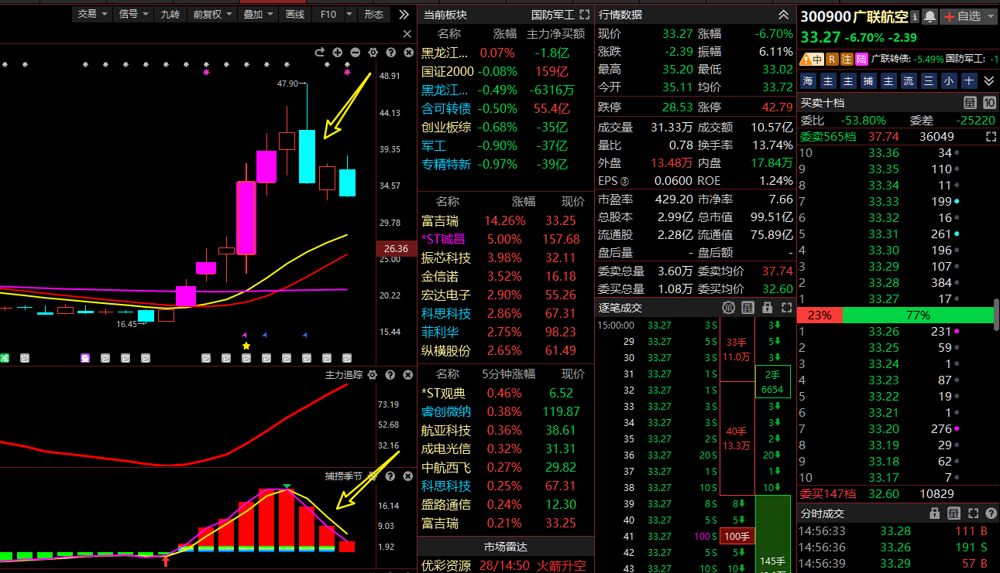 交易 信号 九转 前复权 叠加 画线 F10 形态
48.91
47.90
44.13
39.35
34.57
29.78
26.36
25.00
20.22
16.45
15.44
主力追踪
73.19
52.68
32.16
捕捞季节
16.14
9.03
1.92
当前板块 国防军工
名称 涨幅 主力净买额
黑龙江... 0.07% -1.8亿
国证2000 -0.08% 159亿
黑龙江... -0.49% -6316万
含可转债 -0.50% 55.4亿
创业板综 -0.68% -35亿
军工 -0.90% -37亿
专精特新 -0.97% -39亿
名称 涨幅 现价
富吉瑞 14.26% 33.25
*ST铖昌 5.00% 157.68
振芯科技 3.98% 32.11
金信诺 3.52% 16.18
宏达电子 2.90% 55.26
科思科技 2.86% 67.31
菲利华 2.75% 98.23
纵横股份 2.65% 61.49
名称 5分钟涨幅 现价
*ST观典 0.46% 6.52
睿创微纳 0.38% 119.87
航亚科技 0.36% 38.61
成电光信 0.32% 31.31
中航西飞 0.27% 29.82
科思科技 0.25% 67.31
盛路通信 0.24% 12.30
富吉瑞 0.21% 33.25
市场雷达
优彩资源 28/14:50 火箭升空
行情数据
现价 33.27 涨幅 -6.70%
涨跌 -2.39 振幅 6.11%
最高 35.20 最低 33.02
今开 35.11 均价 33.72
跌停 28.53 涨停 42.79
成交量 31.33万 成交额 10.57亿
量比 0.78 换手率 13.74%
外盘 13.48万 内盘 17.84万
EPS③ 0.0600 ROE 1.24%
市盈率 429.20 市净率 7.66
总股本 2.99亿 总市值 99.51亿
流通股 2.28亿 流通值 75.89亿
盘后量 - 盘后额 -
委卖总量 3.60万 委卖均价 37.74
委买总量 1.08万 委买均价 32.60
逐笔成交 单 量
15:00:00 33.27 3 S 3
29 33.27 5 S 33手 5
30 33.27 3 S 11.0万 3
31 33.27 1 S 2手
32 33.27 1 S 6654
33 33.27 3 S 3
34 33.27 3 S 3
35 33.27 2 S 40手 2
36 33.27 20 S 13.3万 20
37 33.27 1 S 1
38 33.27 10 S 10
39 33.27 8 S 8
40 33.27 5 S 5
41 33.27 100 S 100手
42 33.27 5 S 5 145手
43 33.27 10 S 10
300900 广联航空 自选
33.27 -6.70% -2.39
中 R 注 陆 广联转债: -5.49% 国防军工: -1
海 主 主 捕 主 流 三 小 十
买卖十档 量 10
委比 -53.80% 委差 -25220
委卖565档 37.74 36049
10 33.36 34
9 33.35 110
8 33.34 11
7 33.33 199
6 33.32 16
5 33.31 261
4 33.30 196
3 33.29 107
2 33.28 384
1 33.27 17
23% 77%
1 33.26 231
2 33.25 59
3 33.24 1
4 33.23 87
5 33.22 19
6 33.21 1
7 33.20 276
8 33.19 29
9 33.18 62
10 33.17 7
委买147档 32.60 10829
分时成交 量
14:56:33 33.28 111 B
14:56:36 33.26 191 S
14:56:39 33.29 57 B